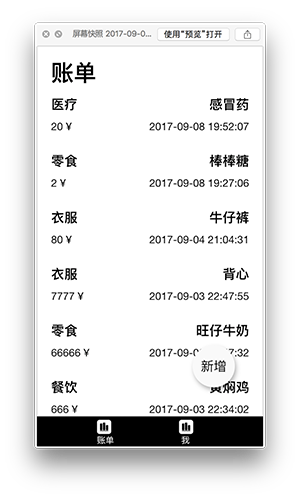 屏幕快照 2017-09-0... 使用“预览”打开
账单
医疗 感冒药
20 ¥ 2017-09-08 19:52:07
零食 棒棒糖
2 ¥ 2017-09-08 19:27:06
衣服 牛仔裤
80 ¥ 2017-09-04 21:04:31
衣服 背心
7777 ¥ 2017-09-03 22:47:55
零食 旺仔牛奶
66666 ¥ 2017-09-0 7:32
新增
餐饮 黄焖鸡
666 ¥ 2017-09-03 22:34:02
账单 我